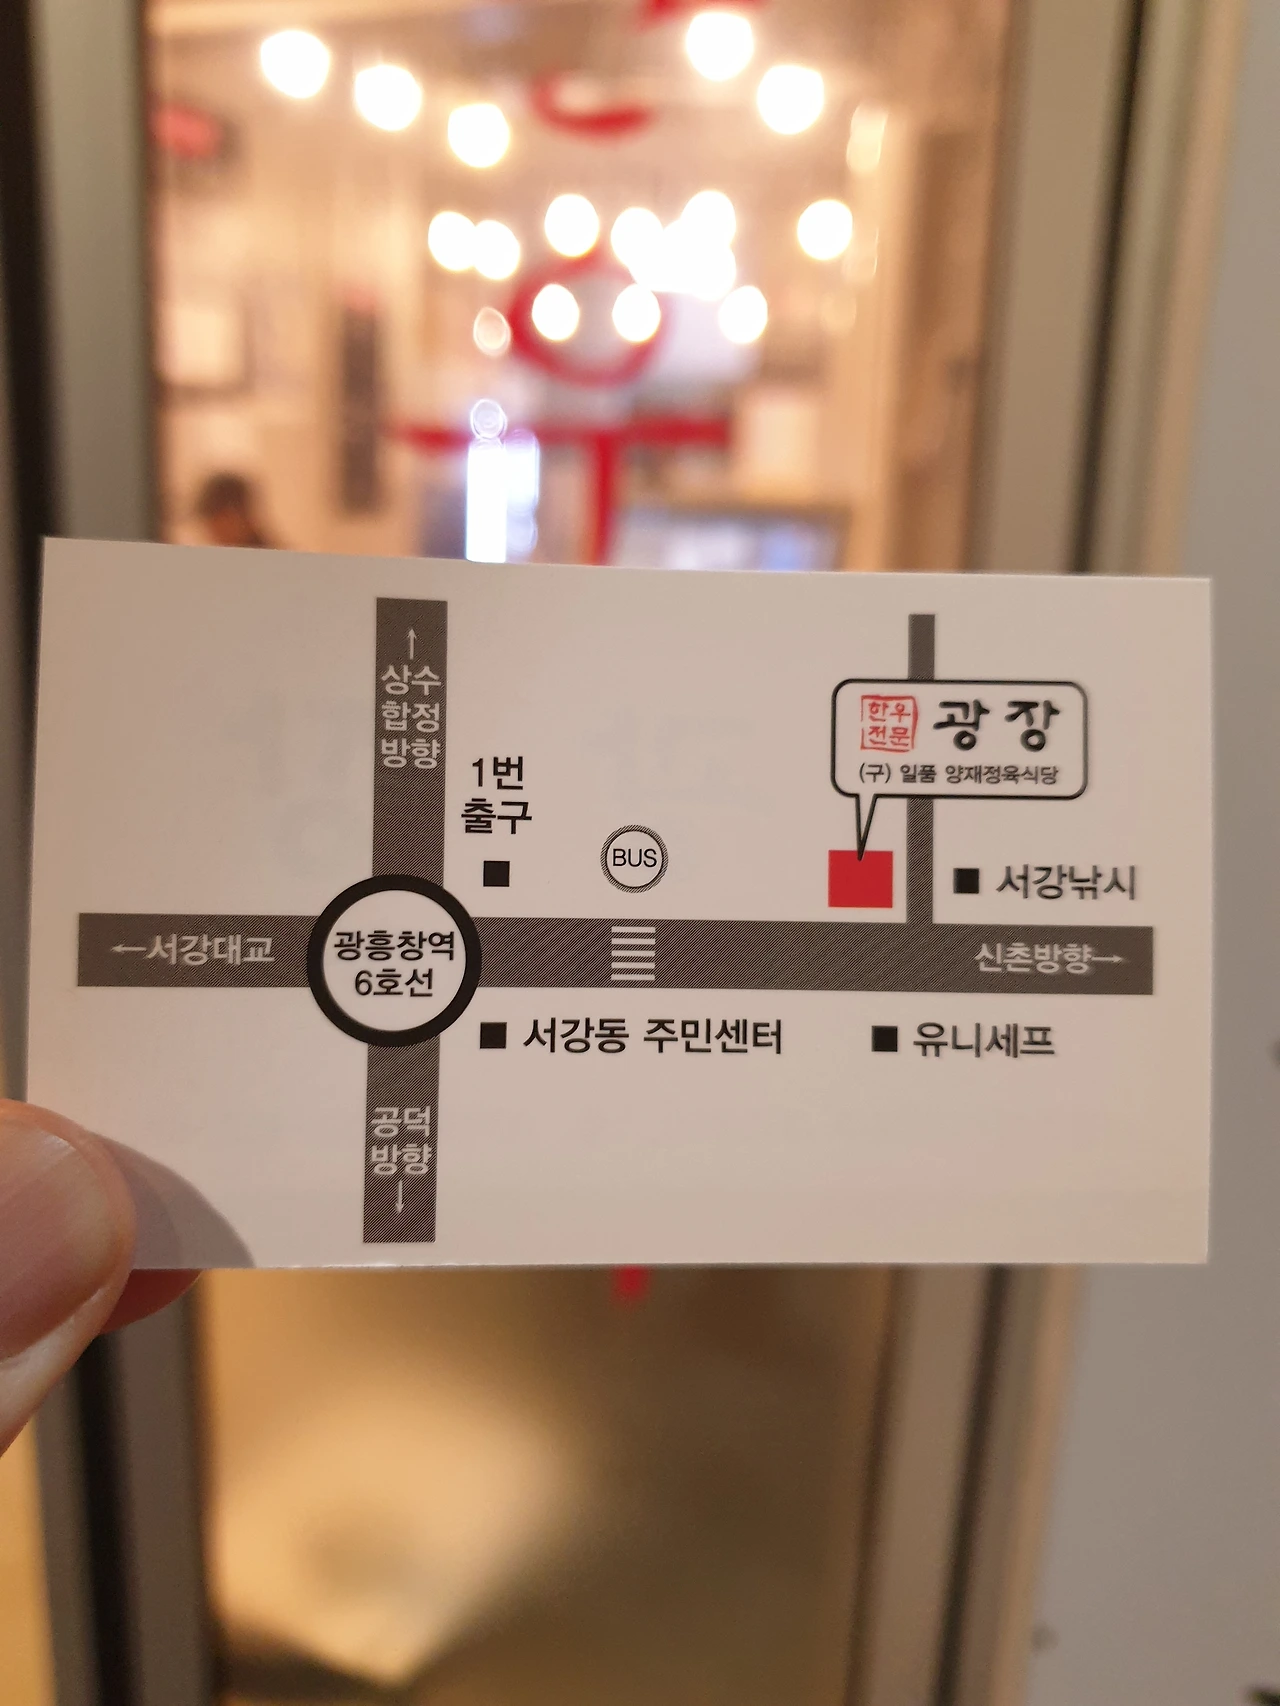 ↑
상수
합정
방향
1번
출구
BUS
한우
전문
광장
(구) 일품 양재정육식당
서강낚시
←서강대교
광흥창역
6호선
신촌방향→
서강동 주민센터
유니세프
공덕
방향
↓